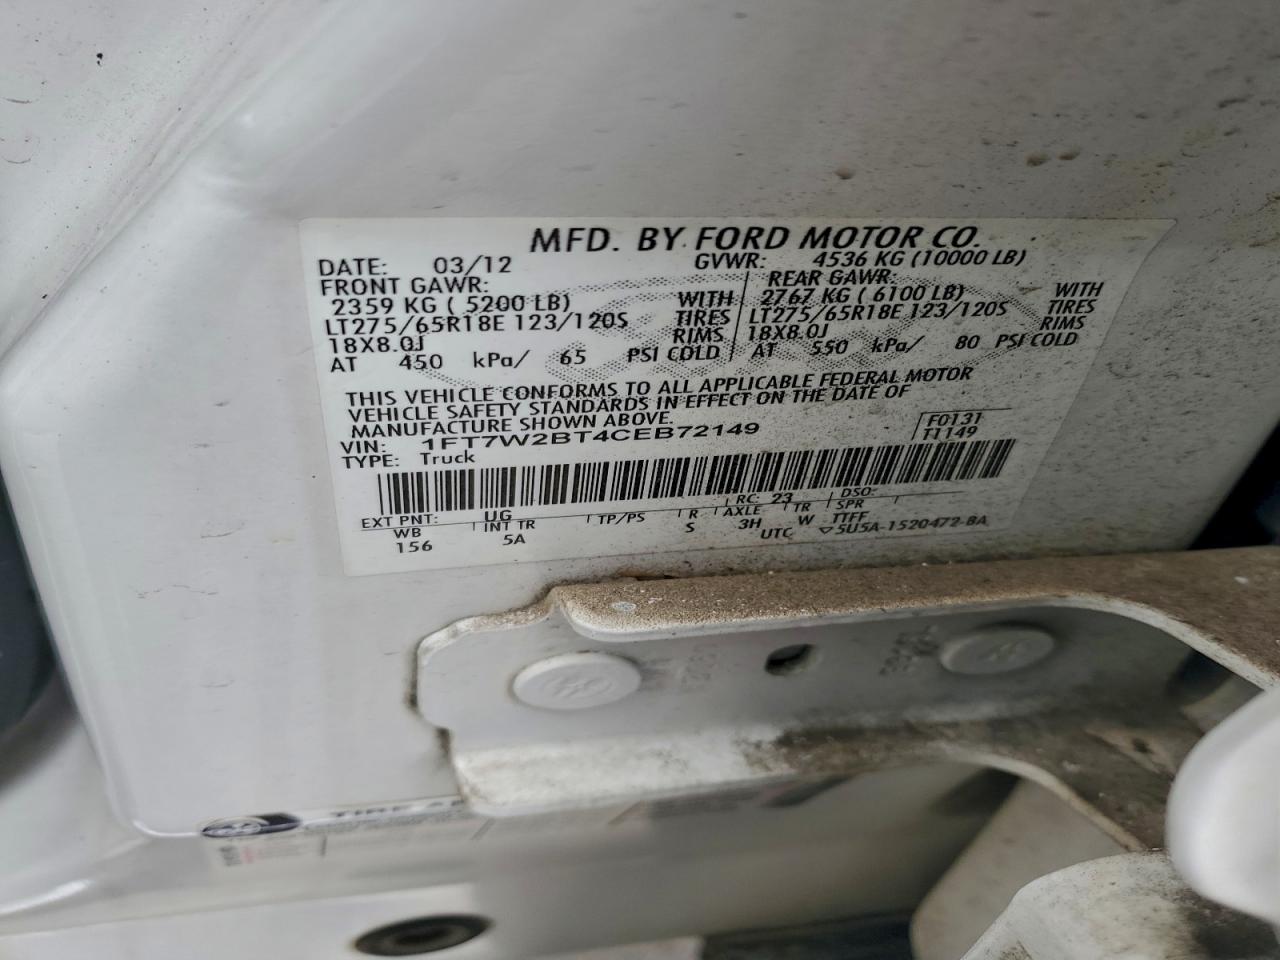 MFD. BY FORD MOTOR CO.
DATE: 03/12 GVWR: 4536 KG (10000 LB)
FRONT GAWR: REAR GAWR:
2359 KG ( 5200 LB) WITH 2767 KG ( 6100 LB) WITH
LT275/65R18E 123/120S TIRES LT275/65R18E 123/120S TIRES
18X8.0J RIMS 18X8.0J RIMS
AT 450 kPa/ 65 PSI COLD AT 550 kPa/ 80 PSI COLD
THIS VEHICLE CONFORMS TO ALL APPLICABLE FEDERAL MOTOR
VEHICLE SAFETY STANDARDS IN EFFECT ON THE DATE OF
MANUFACTURE SHOWN ABOVE.
VIN: 1FT7W2BT4CEB72149 F0131
TYPE: Truck T1149
EXT PNT: UG RC: 23 DSO:
WB INT TR TP/PS R AXLE TR SPR
156 5A S 3H W TTFF
UTC ▽5U5A-1520472-BA